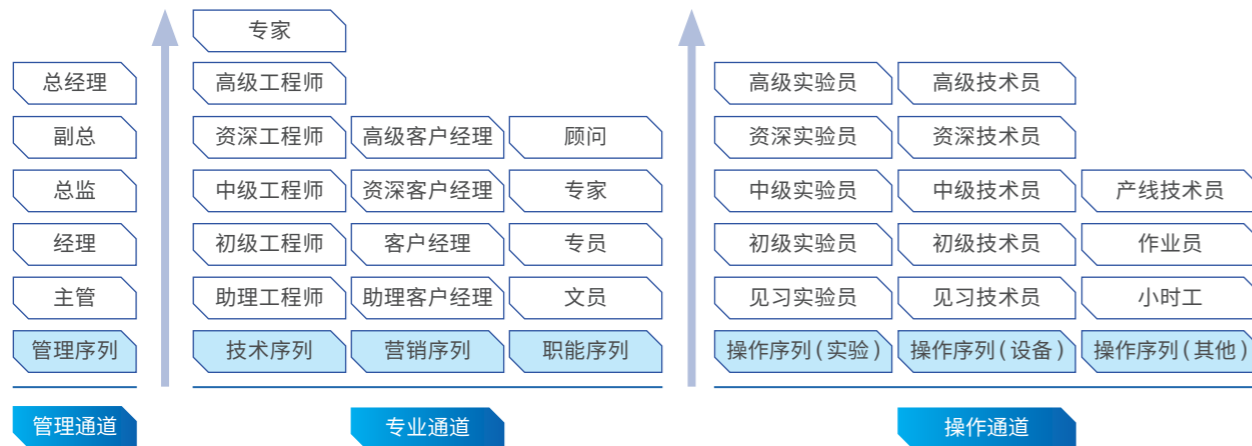 专家
总经理 高级工程师 高级实验员 高级技术员
副总 资深工程师 高级客户经理 顾问 资深实验员 资深技术员
总监 中级工程师 资深客户经理 专家 中级实验员 中级技术员 产线技术员
经理 初级工程师 客户经理 专员 初级实验员 初级技术员 作业员
主管 助理工程师 助理客户经理 文员 见习实验员 见习技术员 小时工
管理序列 技术序列 营销序列 职能序列 操作序列(实验) 操作序列(设备) 操作序列(其他)
管理通道 专业通道 操作通道